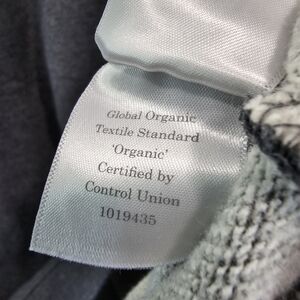 Global Organic
Textile Standard
'Organic'
Certified by
Control Union
1019435